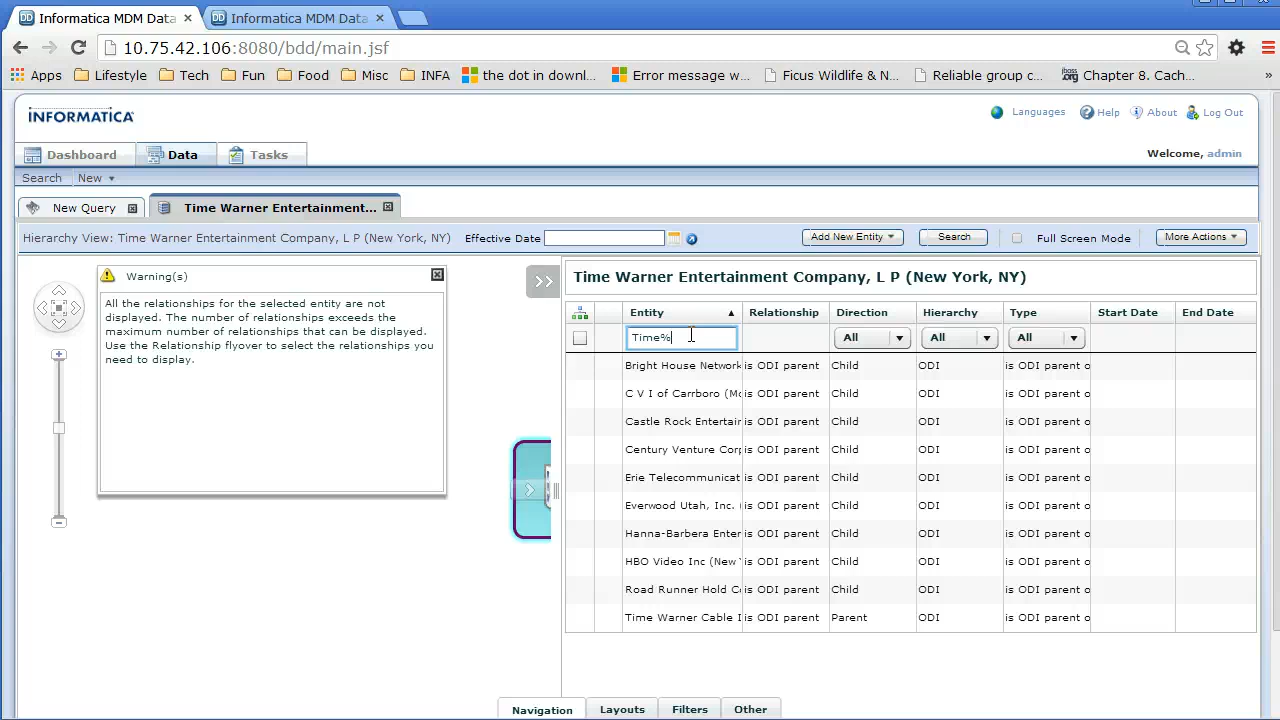 Informatica MDM Data
Informatica MDM Data
10.75.42.106:8080/bdd/main.jsf
Apps Lifestyle Tech Fun Food Misc INFA the dot in downl... Error message w... Ficus Wildlife & N... Reliable group c... Chapter 8. Cach... »
INFORMATICA
Languages Help About Log Out
Dashboard Data Tasks
Welcome, admin
Search New
New Query Time Warner Entertainment...
Hierarchy View: Time Warner Entertainment Company, L P (New York, NY) Effective Date Add New Entity Search Full Screen Mode More Actions
Warning(s)
All the relationships for the selected entity are not
displayed. The number of relationships exceeds the
maximum number of relationships that can be displayed.
Use the Relationship flyover to select the relationships you
need to display.
Time Warner Entertainment Company, L P (New York, NY)
Entity Relationship Direction Hierarchy Type Start Date End Date
Time% All All All
Bright House Network is ODI parent Child ODI is ODI parent o
C V I of Carrboro (Mo is ODI parent Child ODI is ODI parent o
Castle Rock Entertain is ODI parent Child ODI is ODI parent o
Century Venture Corp is ODI parent Child ODI is ODI parent o
Erie Telecommunicat is ODI parent Child ODI is ODI parent o
Everwood Utah, Inc. ( is ODI parent Child ODI is ODI parent o
Hanna-Barbera Enter is ODI parent Child ODI is ODI parent o
HBO Video Inc (New Y is ODI parent Child ODI is ODI parent o
Road Runner Hold Co is ODI parent Child ODI is ODI parent o
Time Warner Cable I is ODI parent Parent ODI is ODI parent o
Navigation Layouts Filters Other